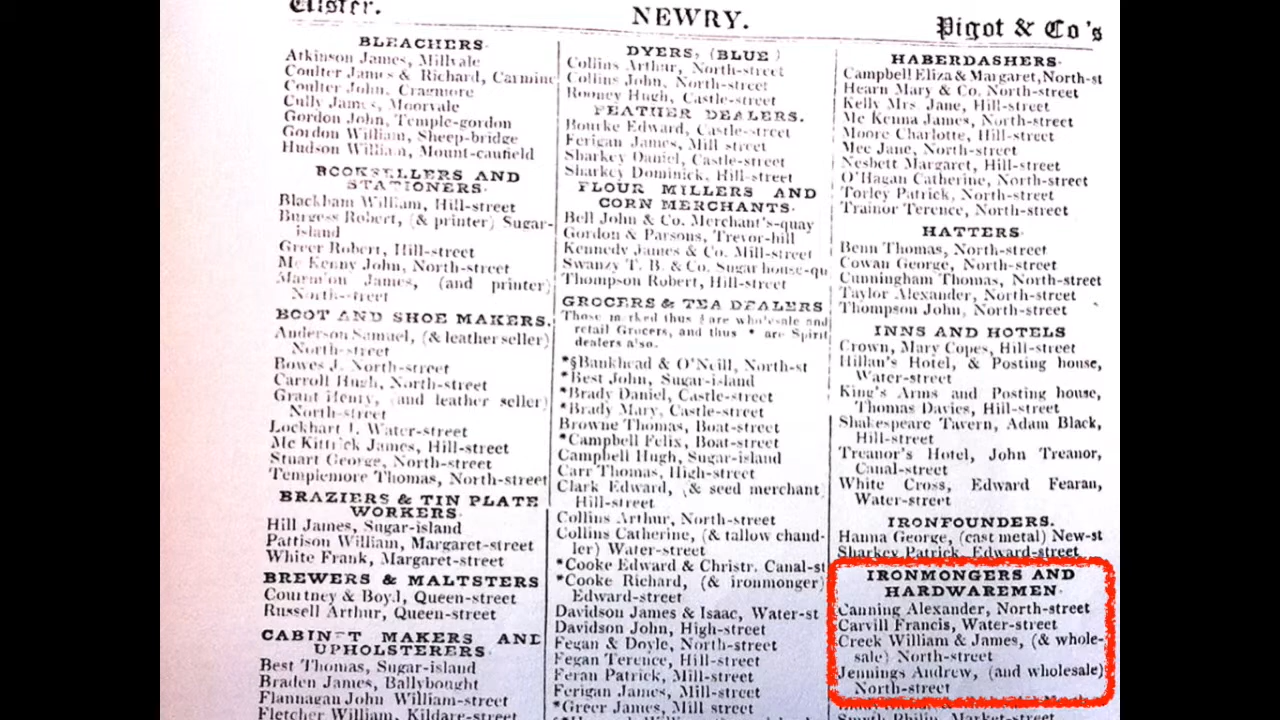 Ulster.
NEWRY.
Pigot & Co's
BLEACHERS.
Atkinson James, Millvale
Coulter James & Richard, Carminc
Coulter John, Cragmore
Cully James, Moorvale
Gordon John, Temple-gordon
Gordon William, Sheep-bridge
Hudson William, Mount-caufield
BOOKSELLERS AND
STATIONERS.
Blackham William, Hill-street
Burgess Robert, (& printer) Sugar-
island
Greer Robert, Hill-street
Mc Kenny John, North-street
James, (and printer)
North-street
BOOT AND SHOE MAKERS.
Anderson Samuel, (& leather seller)
North-street
Bowes J. North-street
Carroll Hugh, North-street
Grant Henry, (and leather seller)
North-street
Lockhart J. Water-street
Mc Kittrick James, Hill-street
Stuart George, North-street
Templemore Thomas, North-street
BRAZIERS & TIN PLATE
WORKERS.
Hill James, Sugar-island
Pattison William, Margaret-street
White Frank, Margaret-street
BREWERS & MALTSTERS
Courtney & Boyd, Queen-street
Russell Arthur, Queen-street
CABINET MAKERS AND
UPHOLSTERERS.
Best Thomas, Sugar-island
Braden James, Ballybought
Flannagan John William-street
Fletcher William, Kildare-street
DYERS, (BLUE)
Collins Arthur, North-street
Collins John, North-street
Rooney Hugh, Castle-street
FEATHER DEALERS.
Bourke Edward, Castle-street
Ferigan James, Mill street
Sharkey Daniel, Castle-street
Sharkey Dominick, Hill-street
FLOUR MILLERS AND
CORN MERCHANTS.
Bell John & Co. Merchant's-quay
Gordon & Parsons, Trevor-hill
Kennedy James & Co. Mill-street
Swanzy T. B. & Co. Sugar house-qu
Thompson Robert, Hill-street
GROCERS & TEA DEALERS
Those marked thus § are wholesale and
retail Grocers, and thus * are Spirit
dealers also.
*§Bankhead & O'Neill, North-st
*Best John, Sugar-island
*Brady Daniel, Castle-street
*Brady Mary, Castle-street
Browne Thomas, Boat-street
*Campbell Felix, Boat-street
Campbell Hugh, Sugar-island
Carr Thomas, High-street
Clark Edward, (& seed merchant)
Hill-street
Collins Arthur, North-street
Collins Catherine, (& tallow chand-
ler) Water-street
*Cooke Edward & Christr. Canal-st
*Cooke Richard, (& ironmonger)
Edward-street
Davidson James & Isaac, Water-st
Davidson John, High-street
Fegan & Doyle, North-street
Fegan Terence, Hill-street
Feran Patrick, Mill-street
Ferigan James, Mill-street
*Greer James, Mill street
HABERDASHERS.
Campbell Eliza & Margaret, North-st
Hearn Mary & Co. North-street
Kelly Mrs. Jane, Hill-street
Mc Kenna James, North-street
Moore Charlotte, Hill-street
Mee Jane, North-street
Nesbett Margaret, Hill-street
O'Hagan Catherine, North-street
Torley Patrick, North-street
Trainor Terence, North-street
HATTERS.
Benn Thomas, North-street
Cowan George, North-street
Cunningham Thomas, North-street
Taylor Alexander, North-street
Thompson John, North-street
INNS AND HOTELS
Crown, Mary Copes, Hill-street
Hillan's Hotel, & Posting house,
Water-street
King's Arms and Posting house,
Thomas Davies, Hill-street
Shakespeare Tavern, Adam Black,
Hill-street
Treanor's Hotel, John Treanor,
Canal-street
White Cross, Edward Fearan,
Water-street
IRONFOUNDERS.
Hanna George, (cast metal) New-st
Sharkey Patrick, Edward-street
IRONMONGERS AND
HARDWAREMEN.
Canning Alexander, North-street
Carvill Francis, Water-street
Creek William & James, (& whole-
sale) North-street
Jennings Andrew, (and wholesale)
North-street
Smyth Philip, Market-street